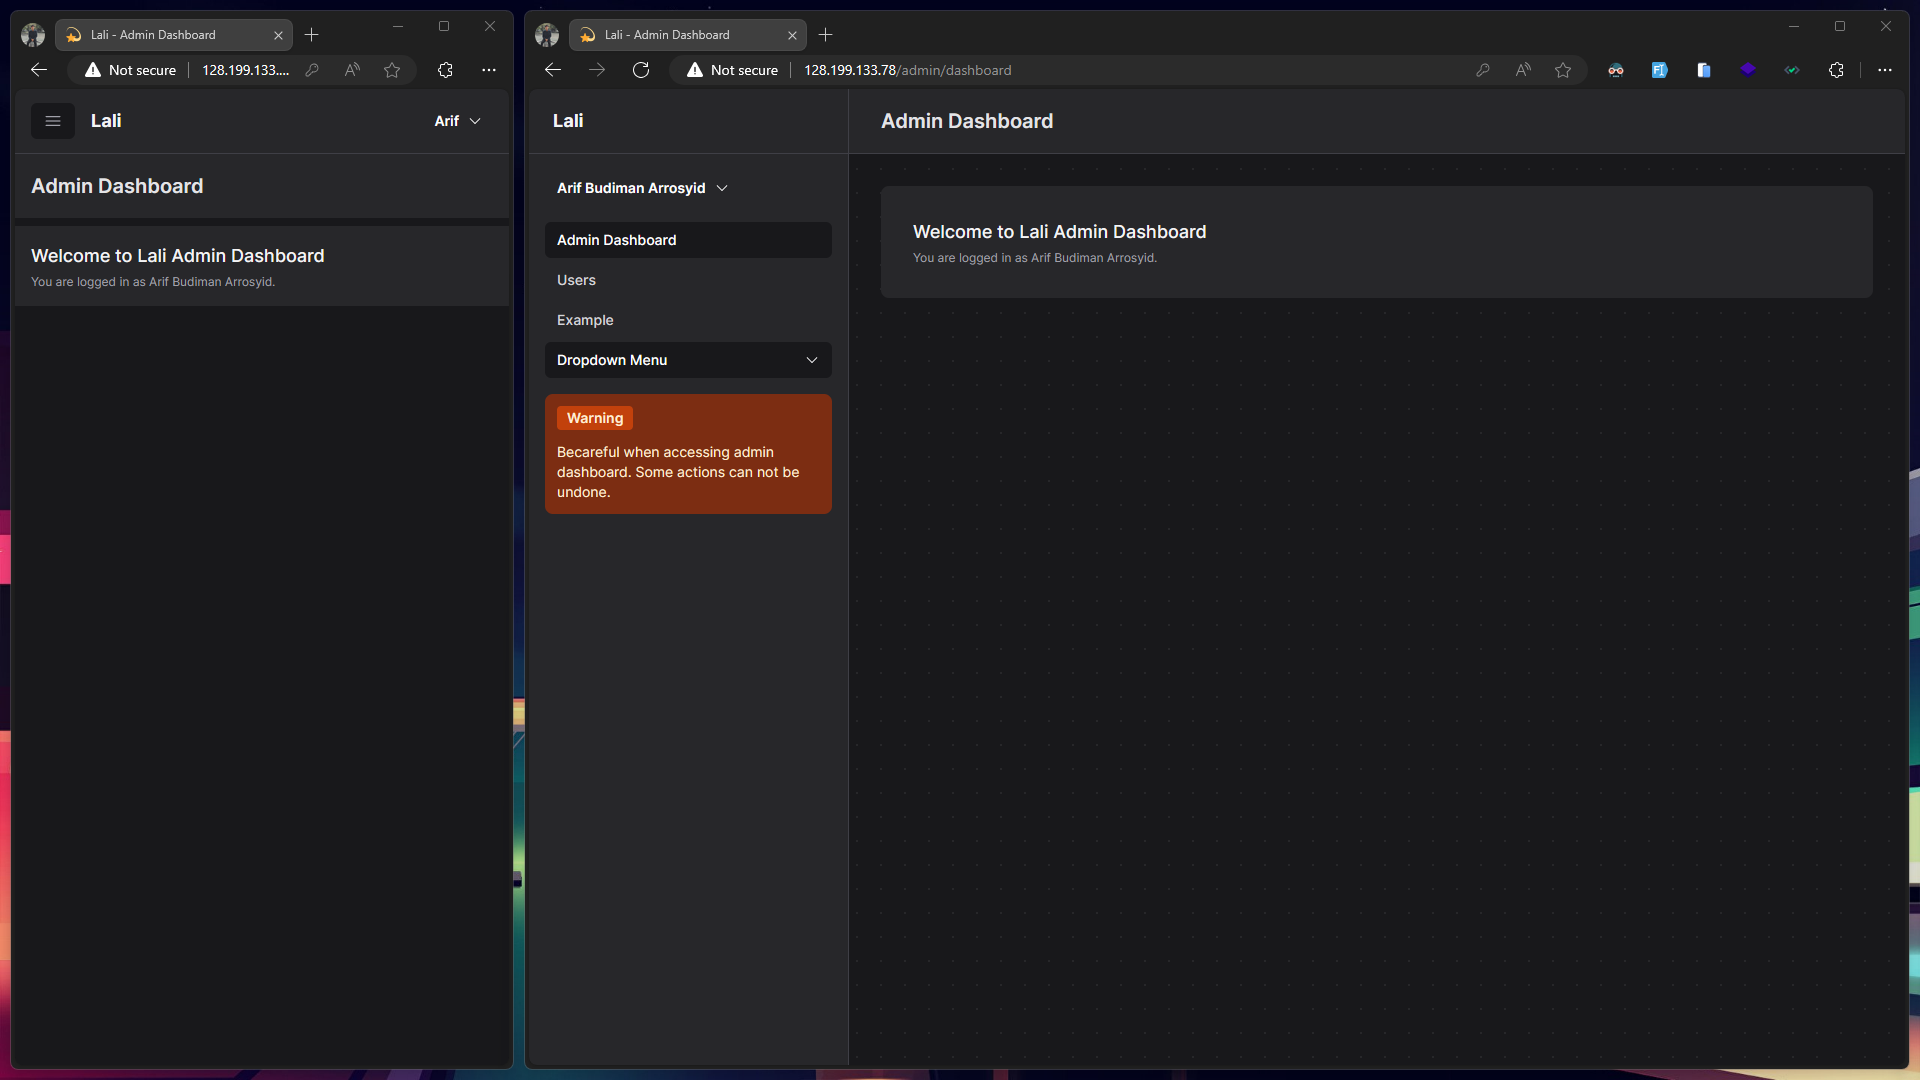 Lali - Admin Dashboard
Not secure
128.199.133....
Lali
Arif
Admin Dashboard
Welcome to Lali Admin Dashboard
You are logged in as Arif Budiman Arrosyid.
Lali - Admin Dashboard
Not secure
128.199.133.78/admin/dashboard
Lali
Admin Dashboard
Arif Budiman Arrosyid
Admin Dashboard
Users
Example
Dropdown Menu
Warning
Becareful when accessing admin
dashboard. Some actions can not be
undone.
Welcome to Lali Admin Dashboard
You are logged in as Arif Budiman Arrosyid.